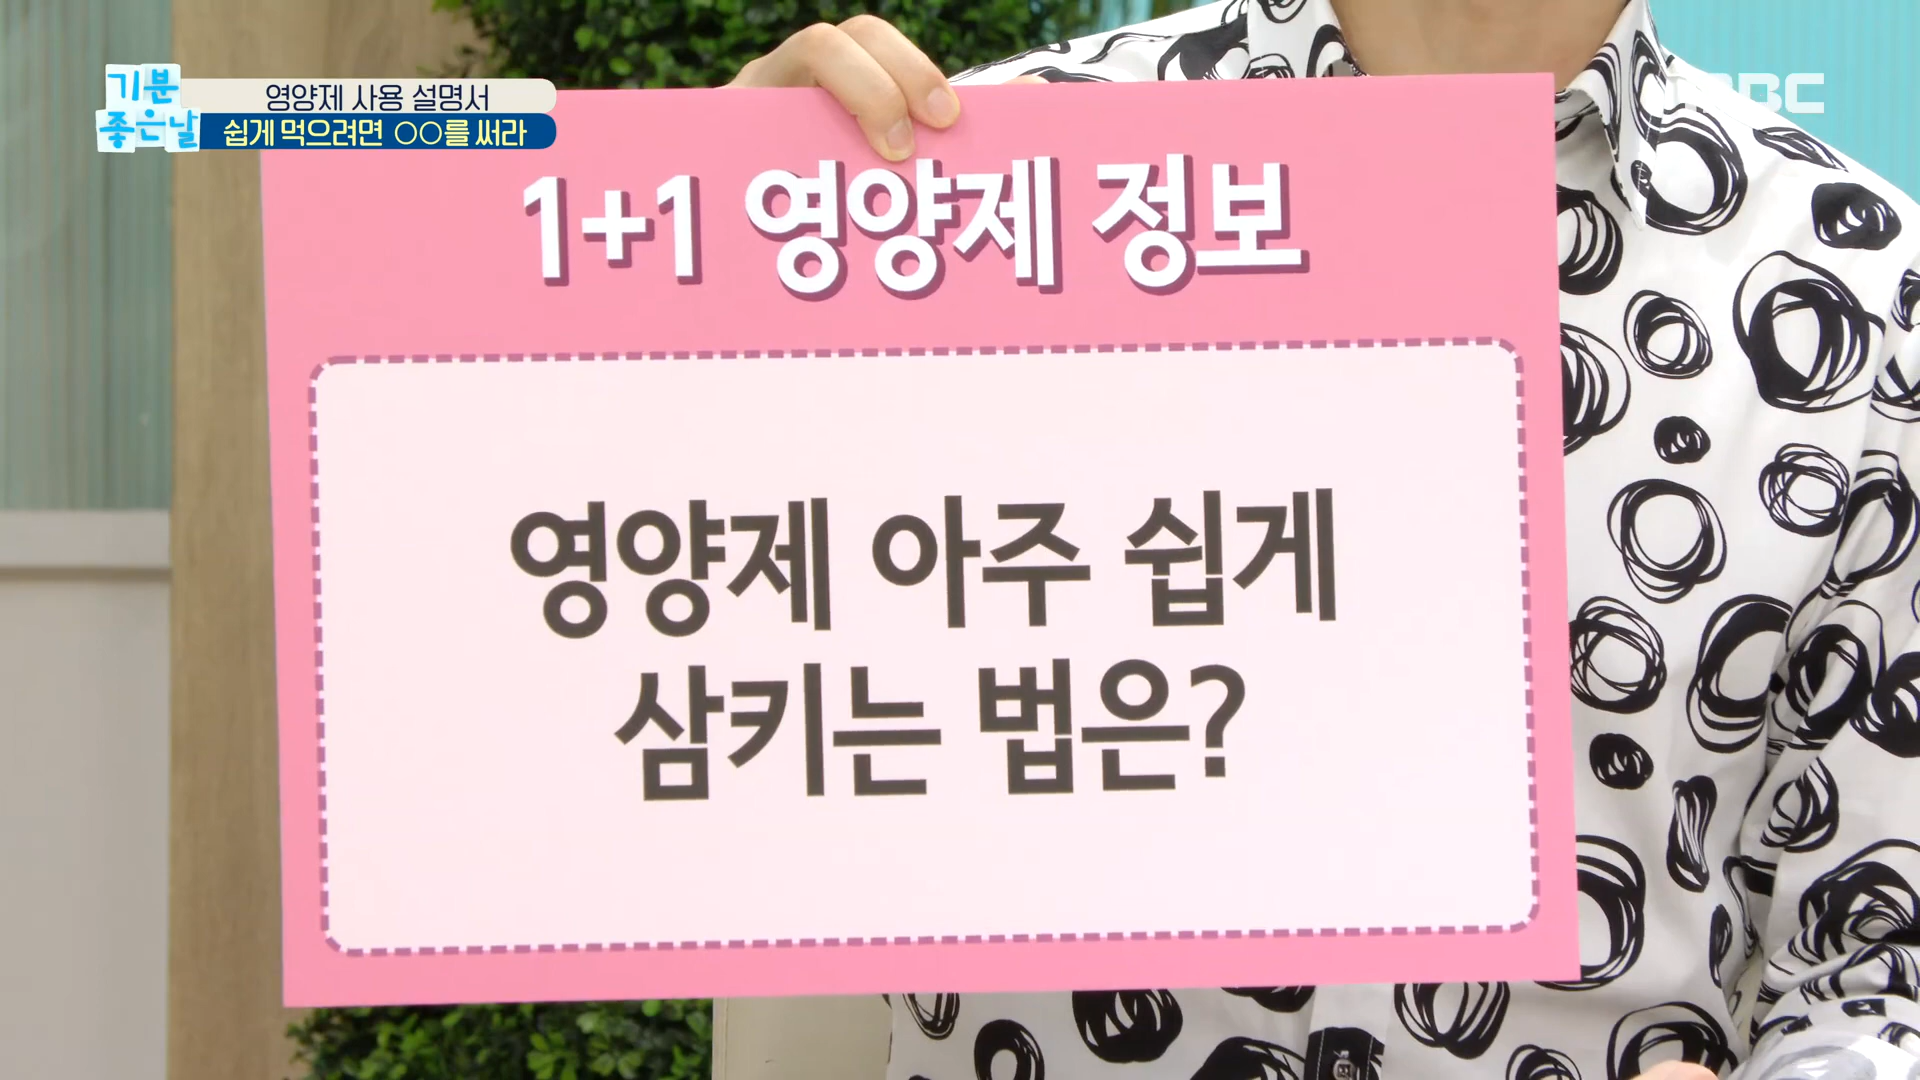 기분
좋은날
영양제 사용 설명서
쉽게 먹으려면 ○○를 써라
MBC
1+1 영양제 정보
영양제 아주 쉽게
삼키는 법은?